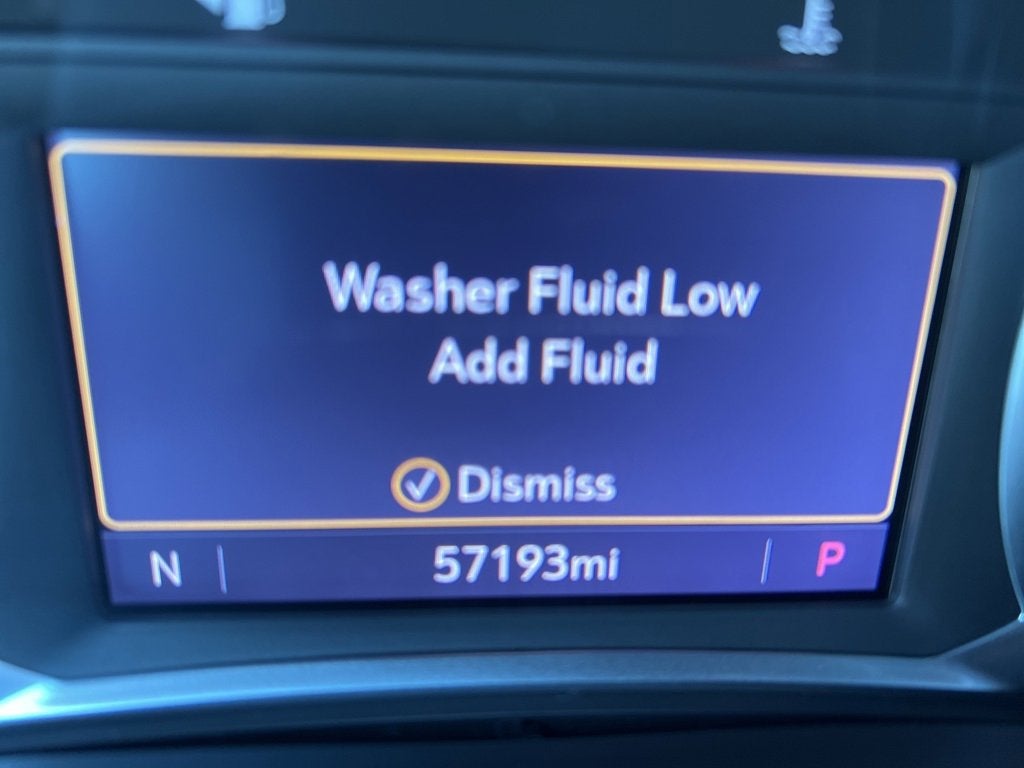 Washer Fluid Low
Add Fluid
Dismiss
N 57193mi P